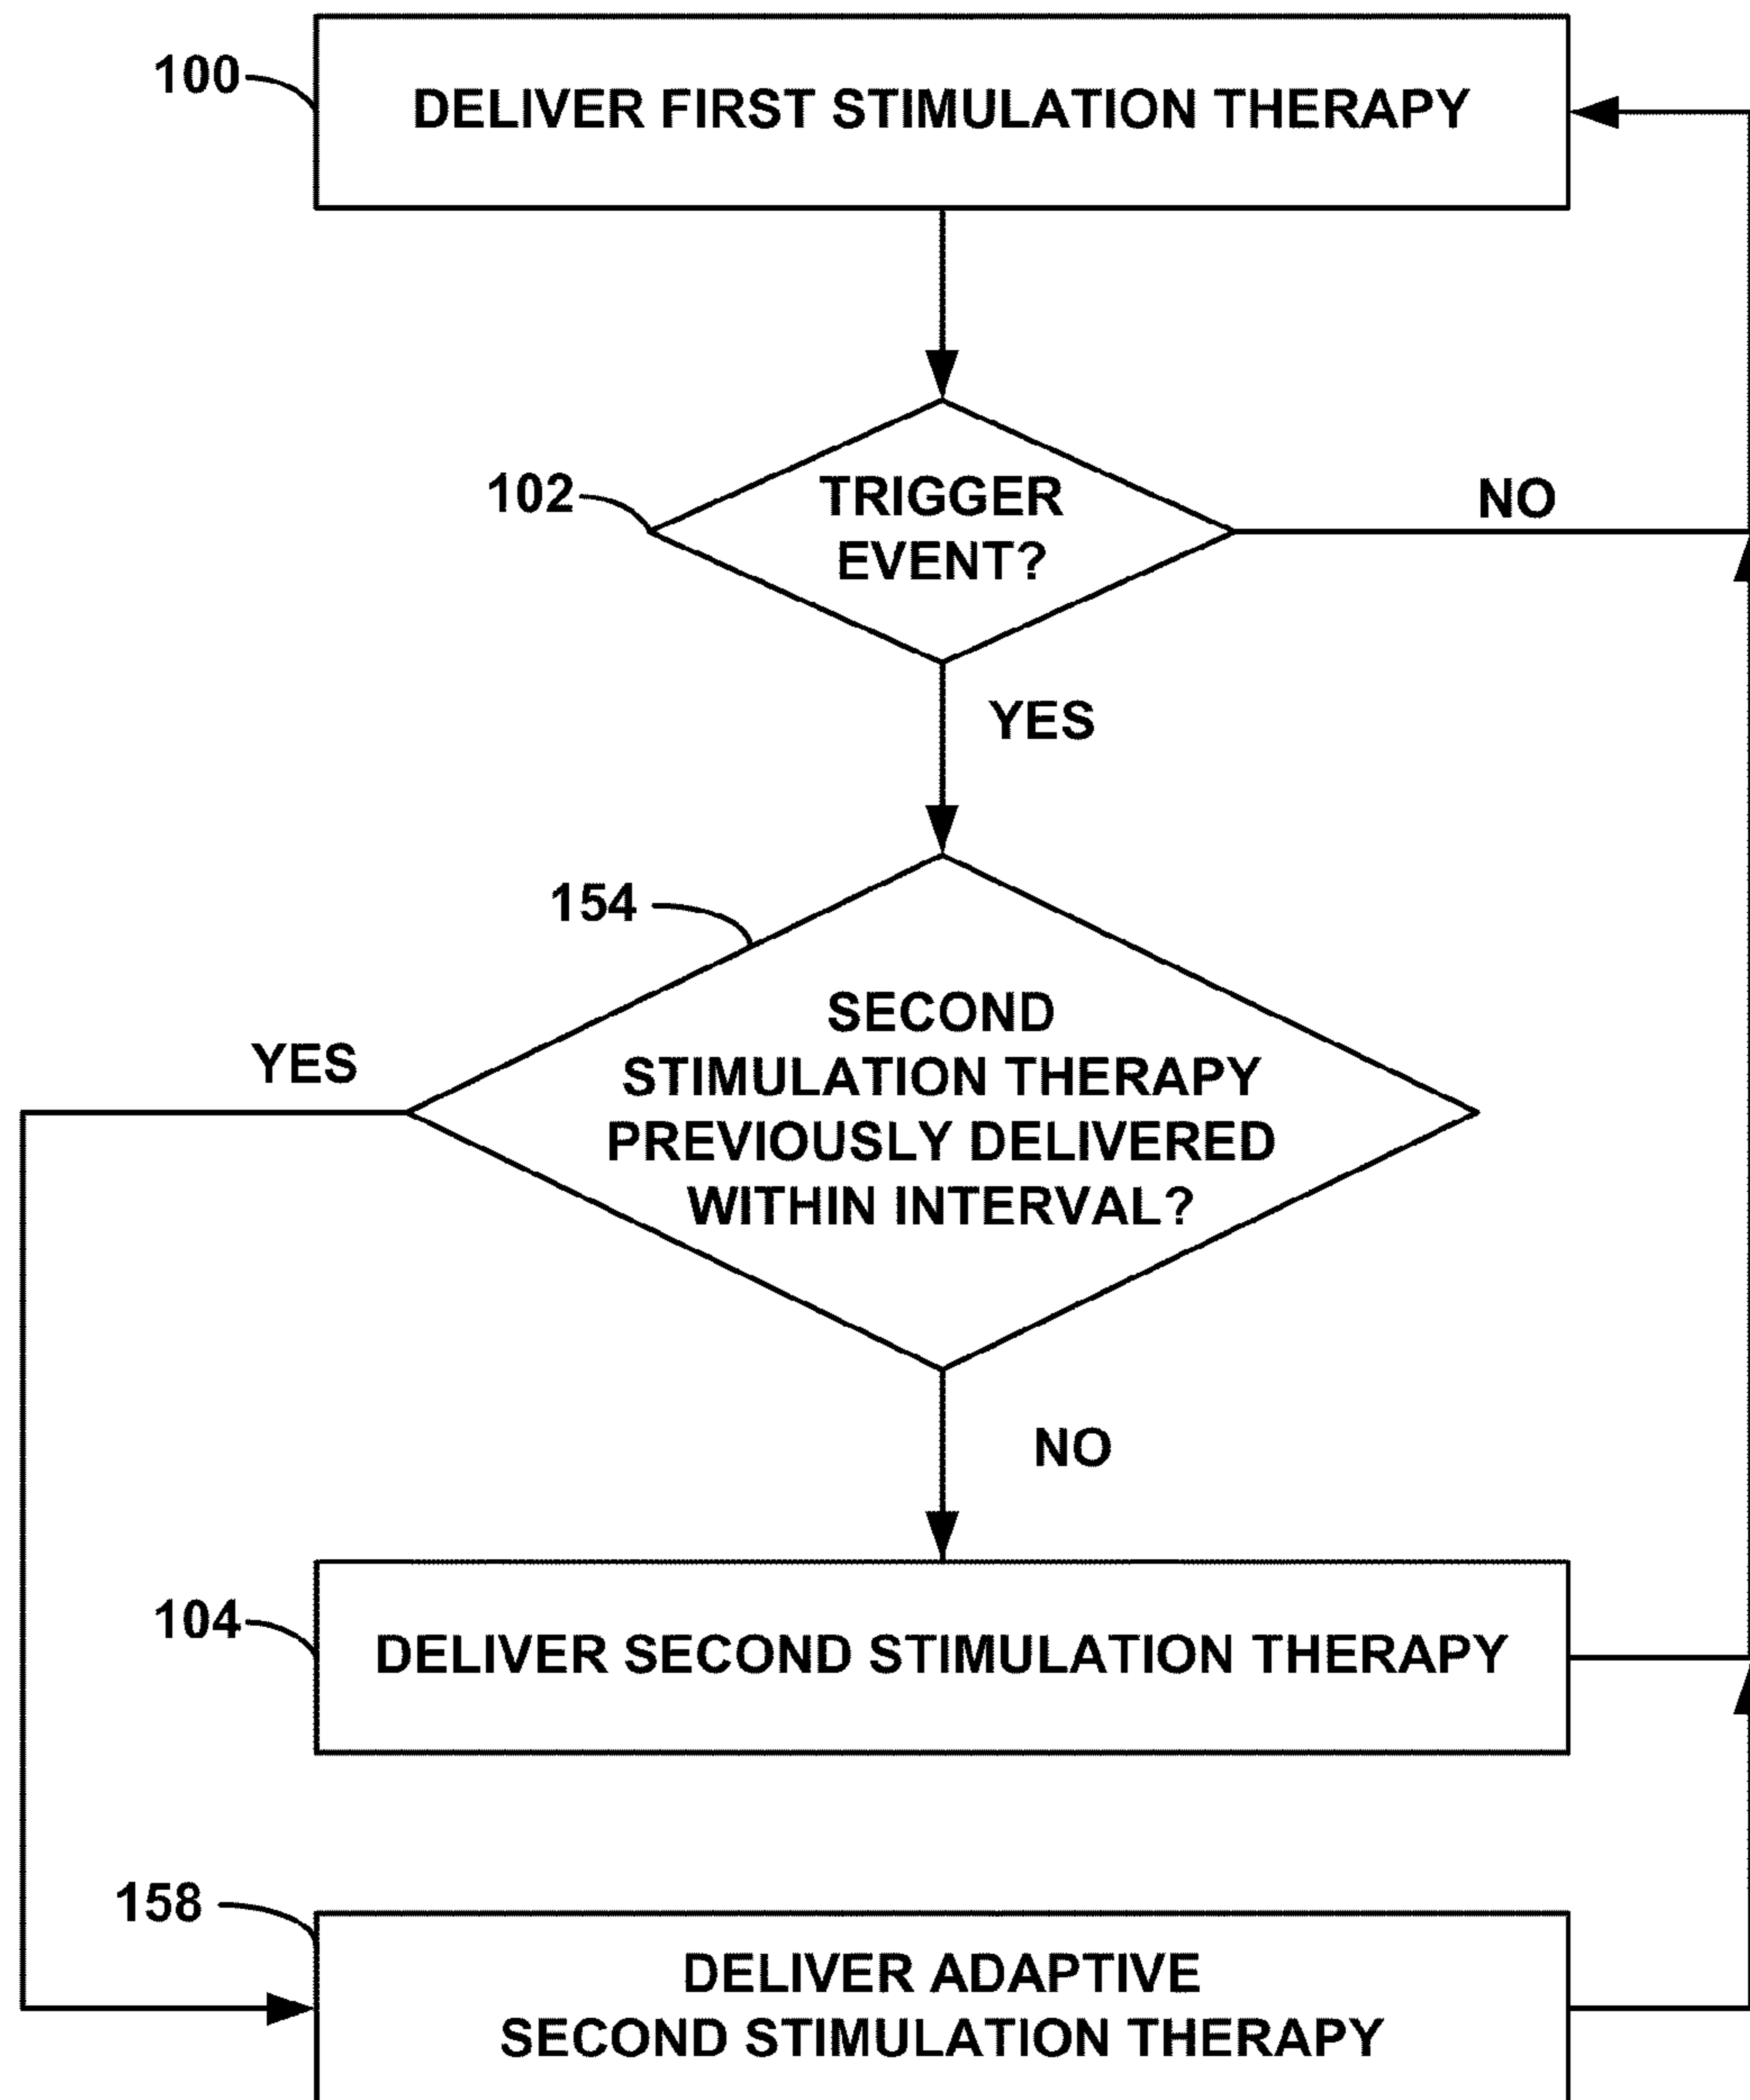 100
DELIVER FIRST STIMULATION THERAPY
102
TRIGGER
EVENT?
NO
YES
154
SECOND
STIMULATION THERAPY
PREVIOUSLY DELIVERED
WITHIN INTERVAL?
YES
NO
104
DELIVER SECOND STIMULATION THERAPY
158
DELIVER ADAPTIVE
SECOND STIMULATION THERAPY